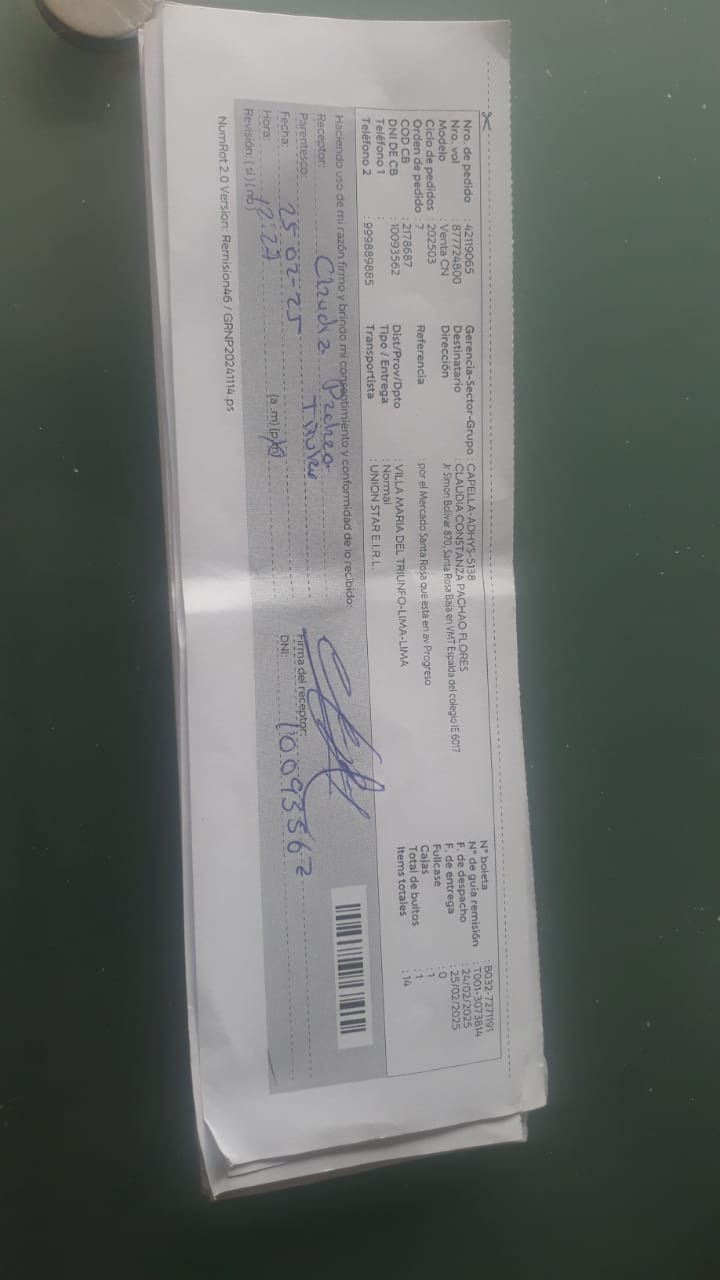 Nro. de pedido : 42119065
Nro. vol : 877724800
Modelo : Venta CN
Ciclo de pedidos : 202503
Orden de pedido : 7
COD CB : 2178687
DNI DE CB : 10093562
Teléfono 1 :
Teléfono 2 : 999889885
Gerencia-Sector-Grupo : CAPELLA-ADHYS-5138
Destinatario : CLAUDIA CONSTANZA PACHAO FLORES
Dirección Jr Simon Bolívar 870, Santa Rosa Baja en VMT Espalda del colegio IE 6017
Referencia : por el Mercado Santa Rosa que esta en av Progreso
Dist/Prov/Dpto : VILLA MARIA DEL TRIUNFO-LIMA-LIMA
Tipo / Entrega : Normal
Transportista : UNION STAR E.I.R.L.
N° boleta : B032-7271191
N° de guia remisión : T001-3073814
F. de despacho : 24/02/2025
F. de entrega : 25/02/2025
Fullcase : 0
Cajas : 1
Total de bultos : 1
Items totales : 14
Haciendo uso de mi razón firmo y brindo mi consentimiento y conformidad de lo recibido:
Receptor: Claudia Pachao
Parentesco: Titular
Fecha: 25-02-25
Hora: 12:27 (a .m) (p.m)
Revisión: ( si ) ( no )
Firma del receptor:
DNI: 10093562
NumRot 2.0 Version: Remision46 / GRNP20241114.ps